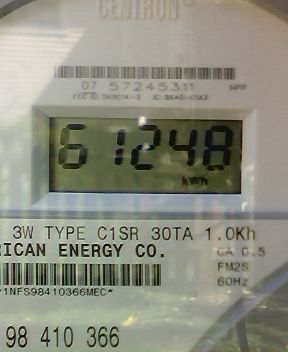 CENTRON®
07 57245311 WPP
61248
kWh
3W TYPE C1SR 30TA 1.0Kh
RICAN ENERGY CO. CA 0.5
FM2S
60Hz
*1NFS98410366MEC*
98 410 366